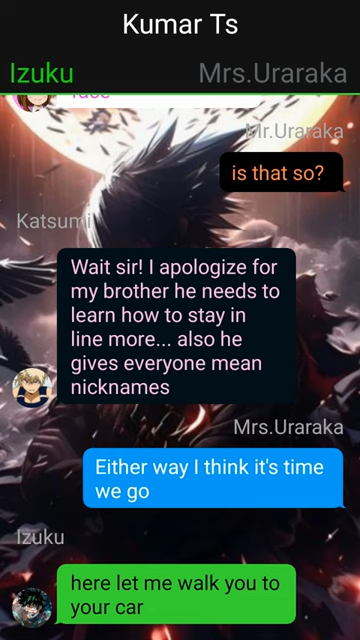 Kumar Ts
Izuku
Mrs.Uraraka
face
Mr.Uraraka
is that so?
Katsumi
Wait sir! I apologize for
my brother he needs to
learn how to stay in
line more... also he
gives everyone mean
nicknames
Mrs.Uraraka
Either way I think it's time
we go
Izuku
here let me walk you to
your car